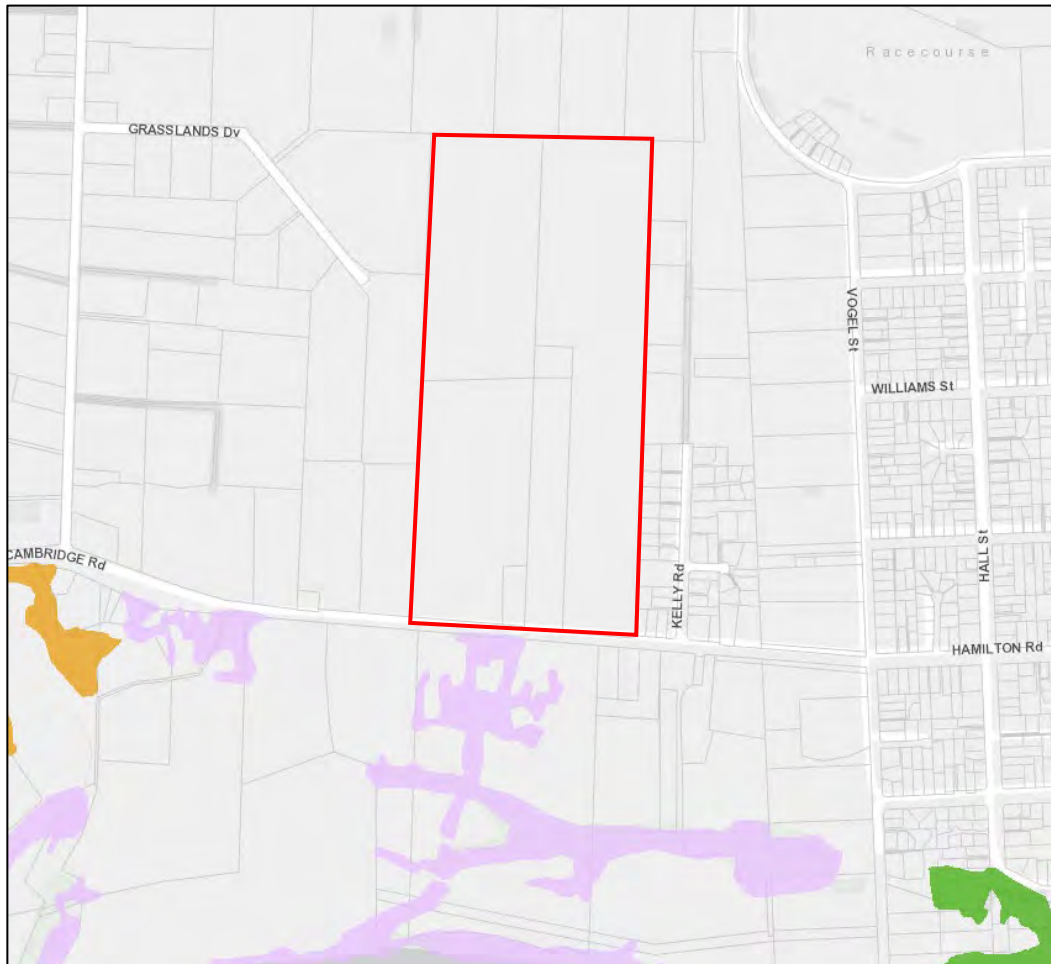 Racecourse
GRASSLANDS Dv
VOGEL St
WILLIAMS St
HALL St
CAMBRIDGE Rd
KELLY Rd
HAMILTON Rd